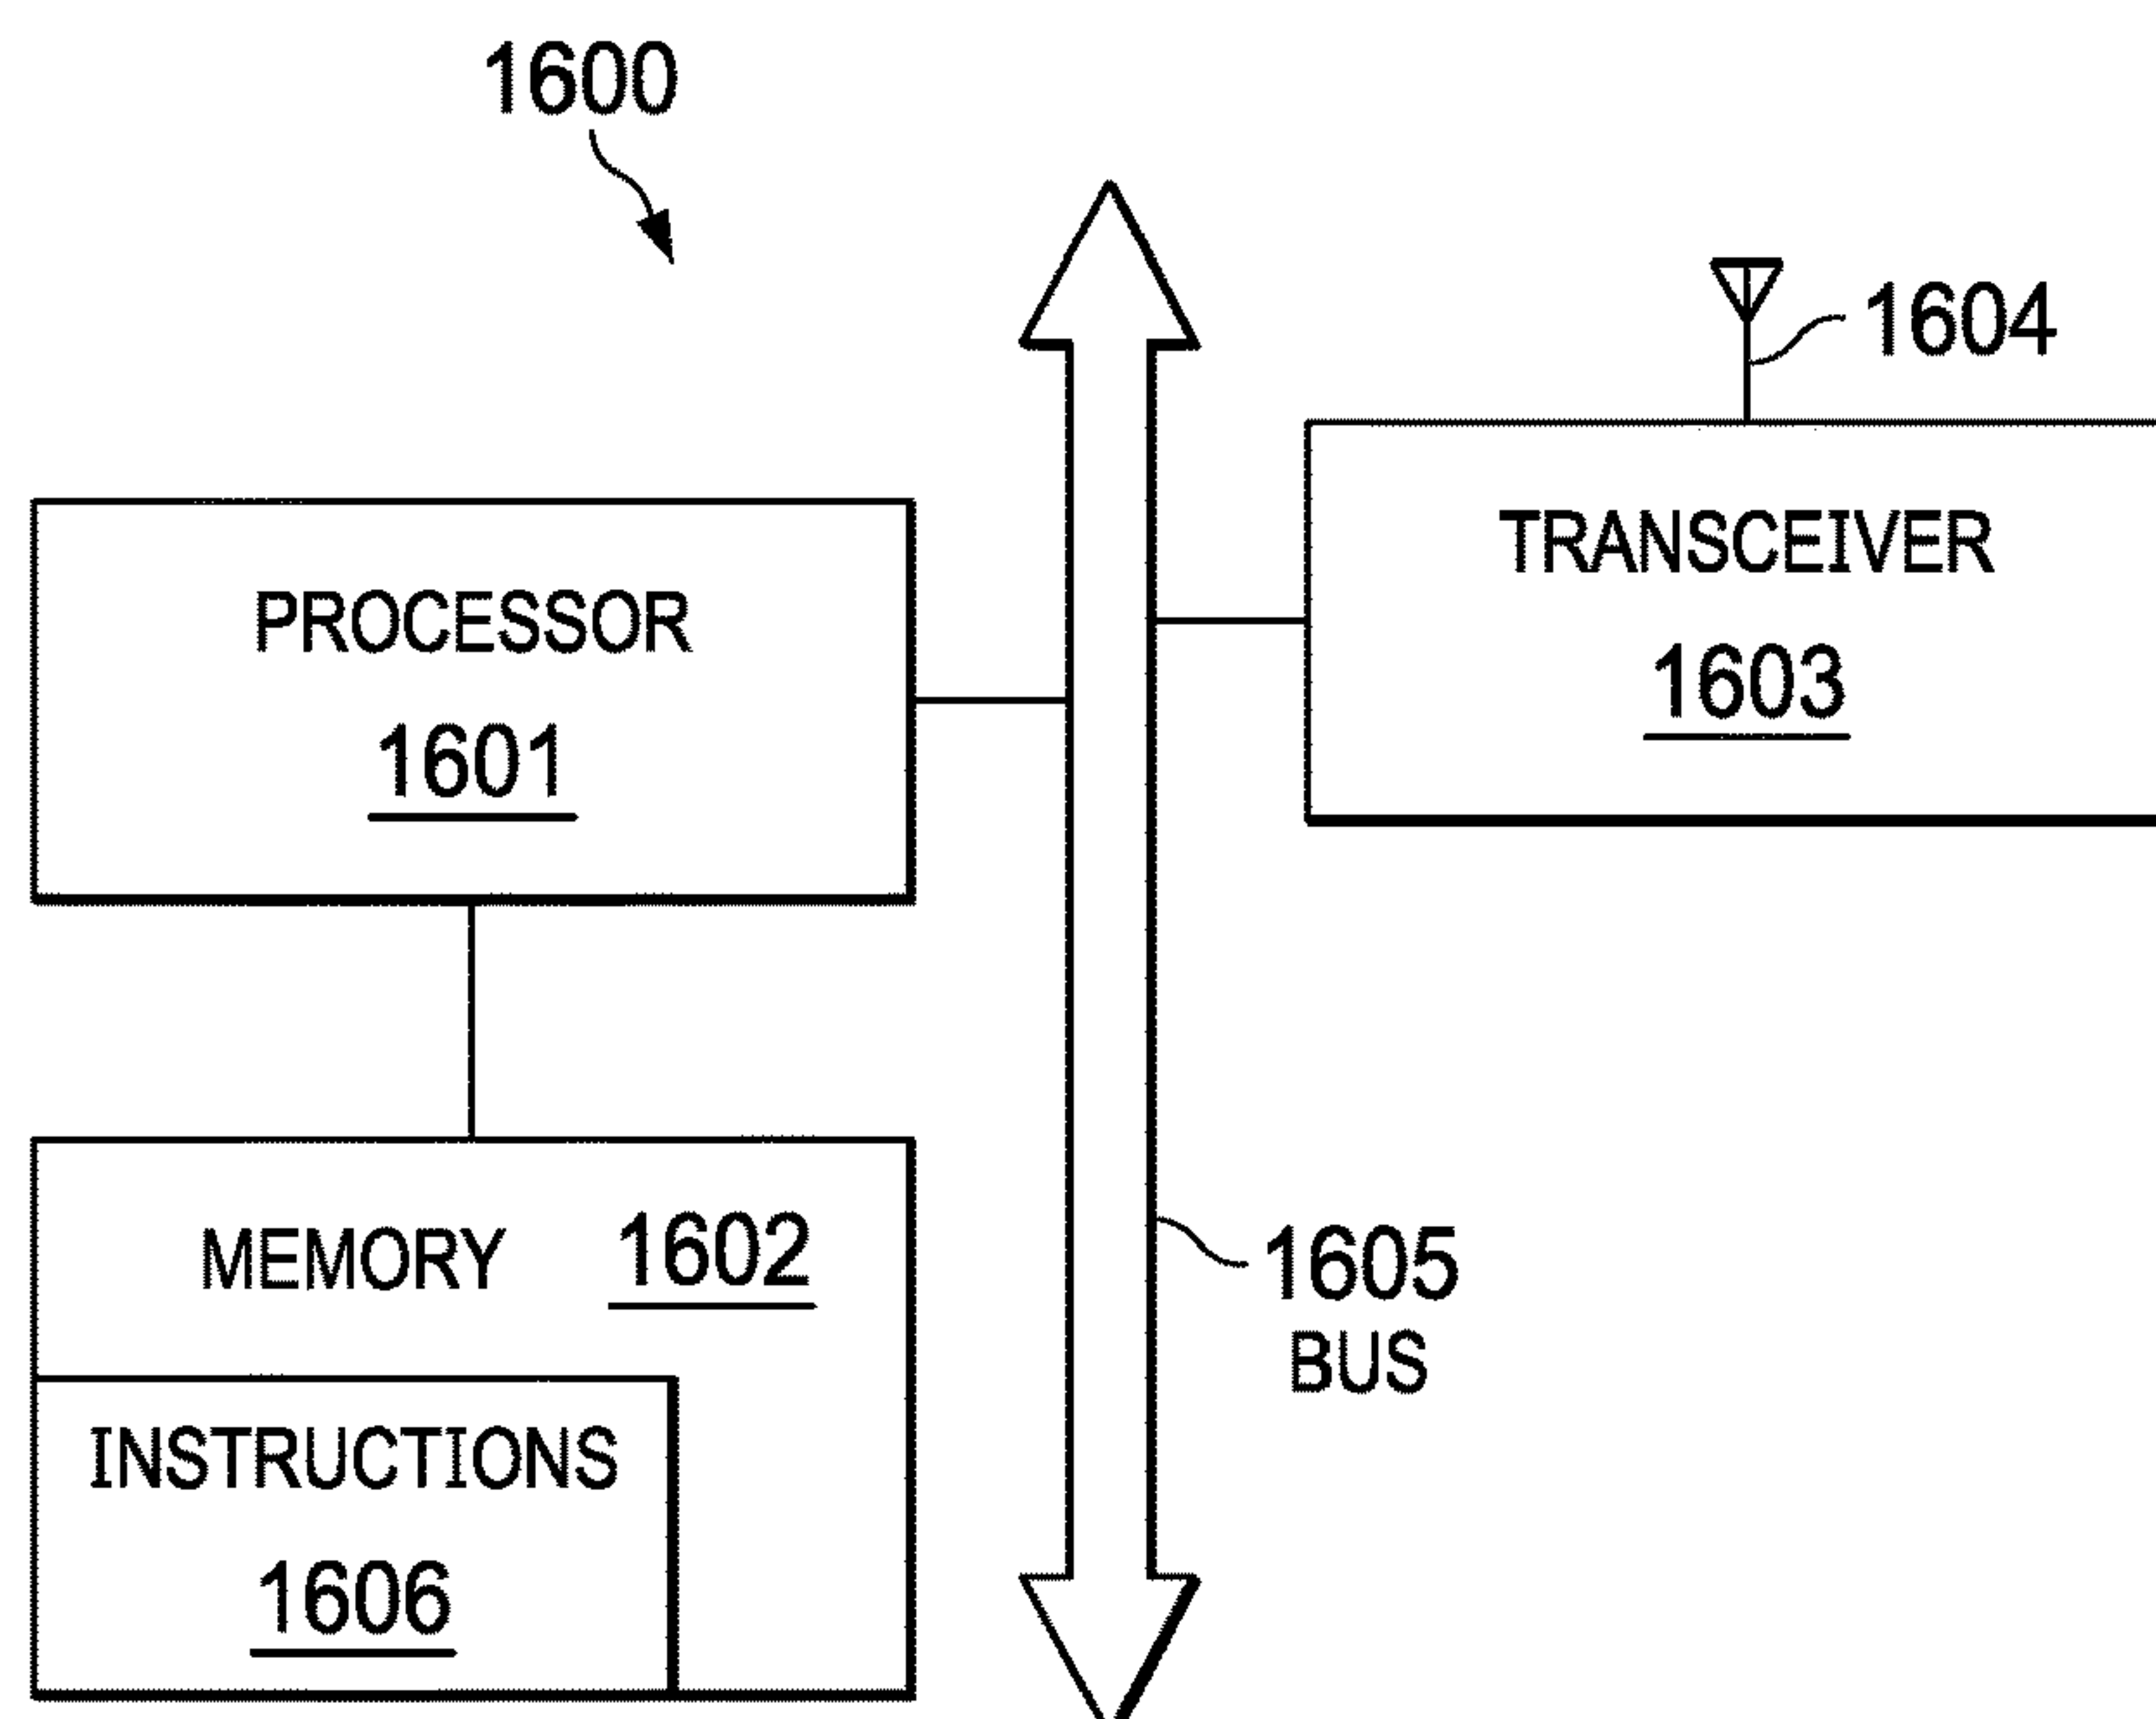 1600
1604
TRANSCEIVER
1603
PROCESSOR
1601
MEMORY 1602
INSTRUCTIONS
1606
1605
BUS